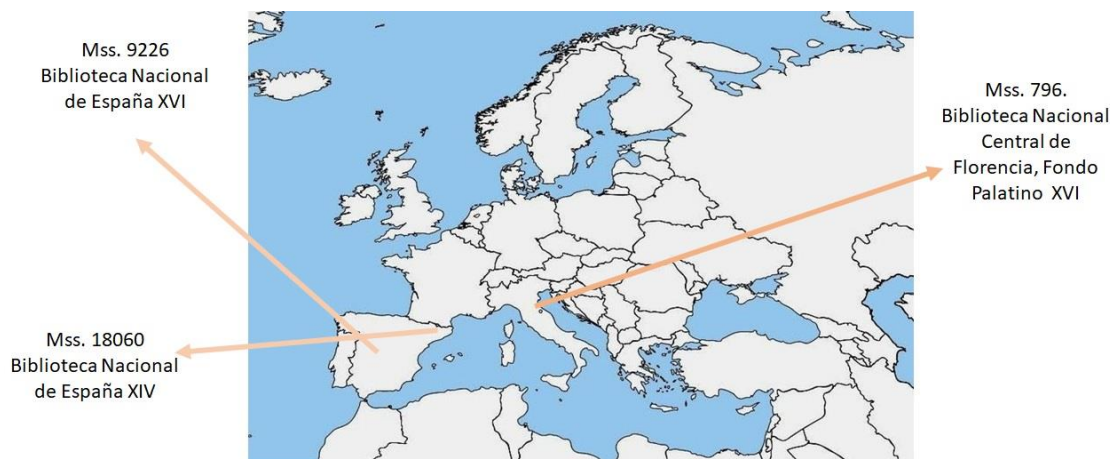 Mss. 9226
Biblioteca Nacional
de España XVI
Mss. 796.
Biblioteca Nacional
Central de
Florencia, Fondo
Palatino XVI
Mss. 18060
Biblioteca Nacional
de España XIV